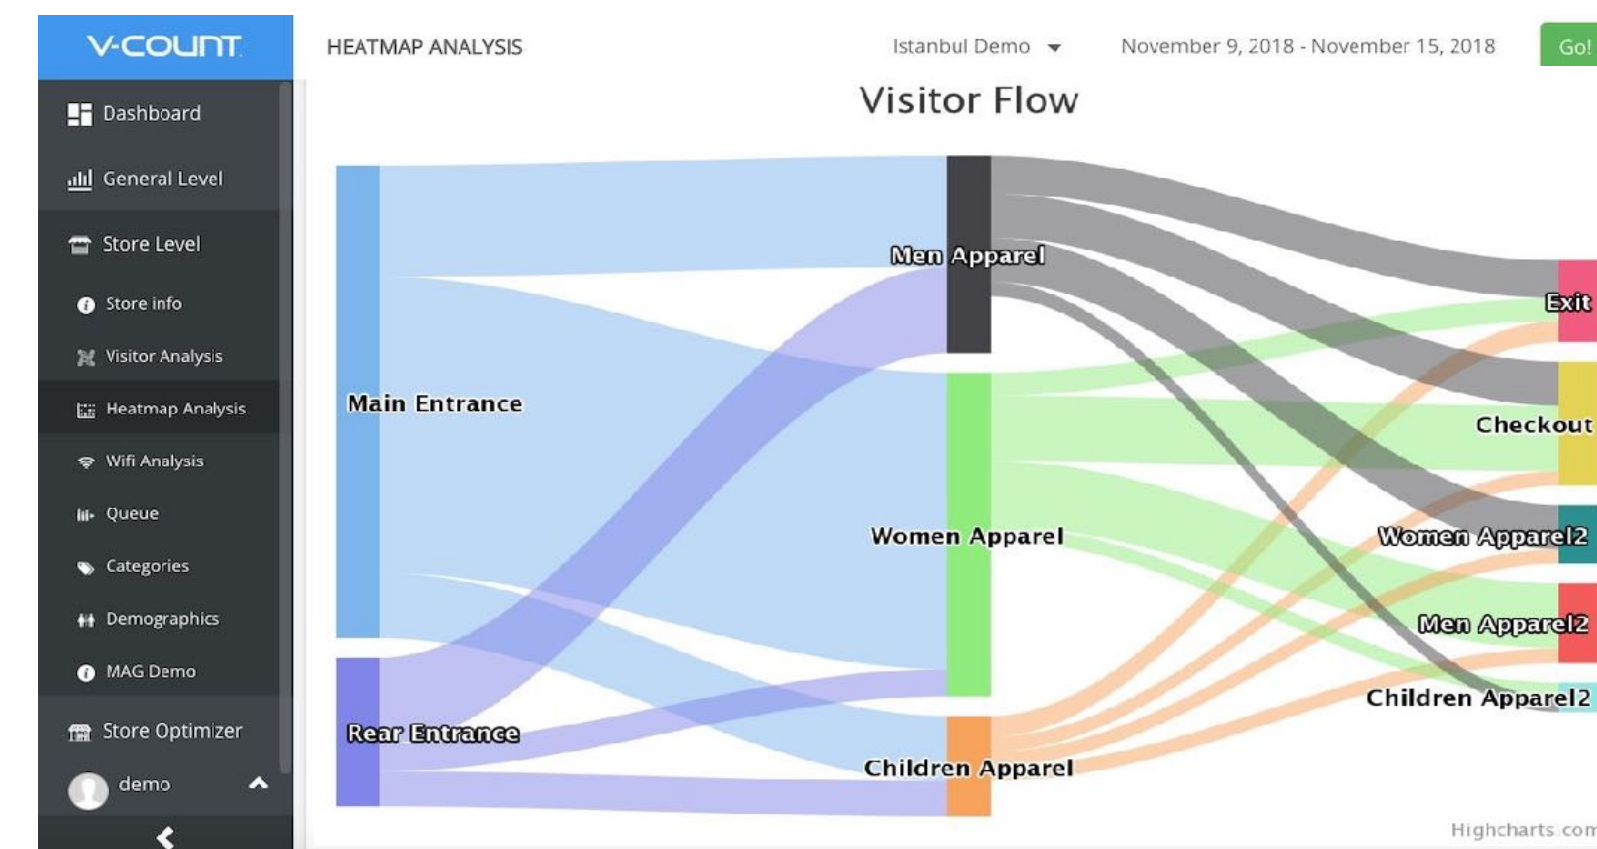 V-COUNT.
HEATMAP ANALYSIS
Istanbul Demo
November 9, 2018 - November 15, 2018
Go!
Dashboard
General Level
Store Level
Store info
Visitor Analysis
Heatmap Analysis
Wifi Analysis
Queue
Categories
Demographics
MAG Demo
Store Optimizer
demo
Visitor Flow
Main Entrance
Rear Entrance
Men Apparel
Women Apparel
Children Apparel
Exit
Checkout
Women Apparel2
Men Apparel2
Children Apparel2
Highcharts.com